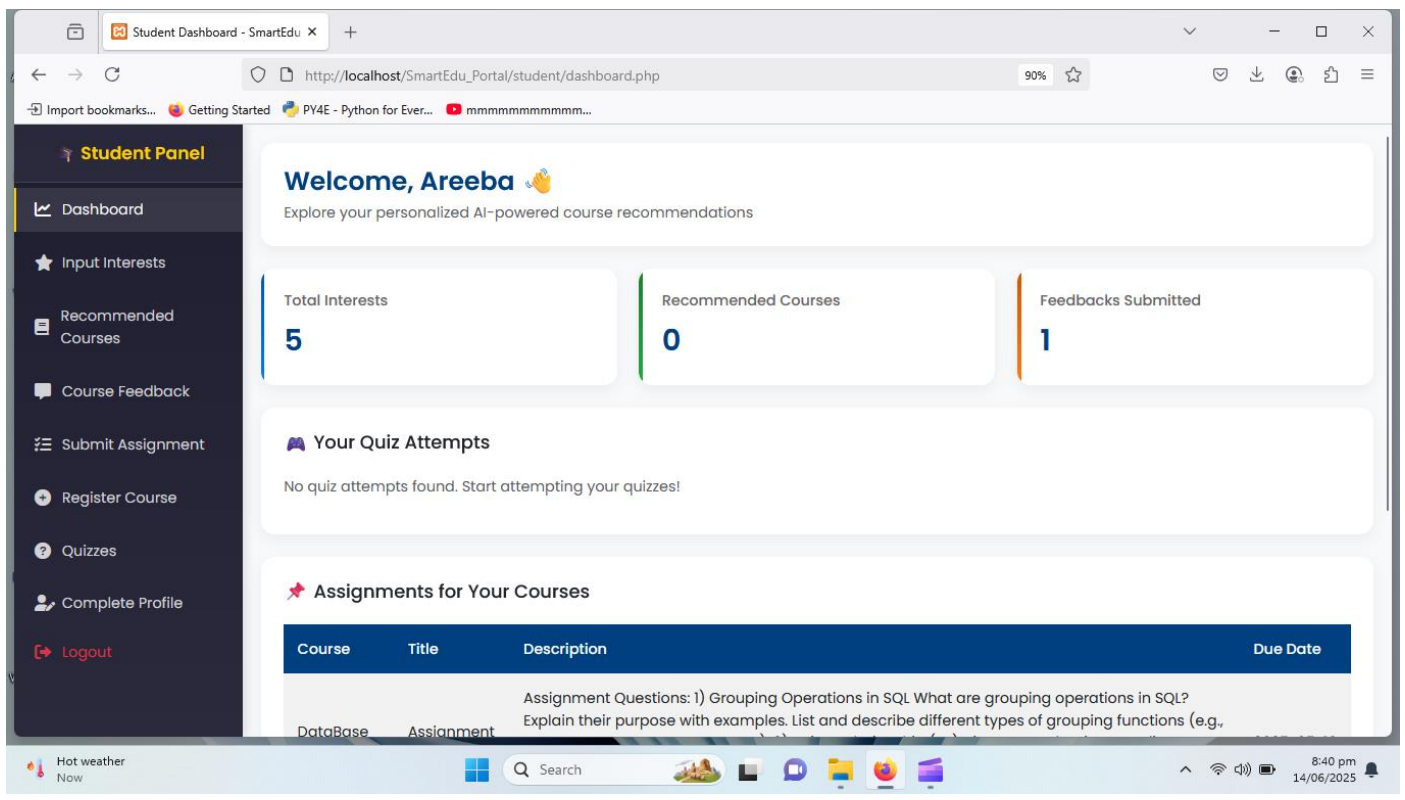 Student Dashboard - SmartEdu
http://localhost/SmartEdu_Portal/student/dashboard.php
90%
Import bookmarks... Getting Started PY4E - Python for Ever... mmmmmmmmmmm...
Student Panel
Dashboard
Input Interests
Recommended
Courses
Course Feedback
Submit Assignment
Register Course
Quizzes
Complete Profile
Logout
Welcome, Areeba
Explore your personalized AI-powered course recommendations
Total Interests
5
Recommended Courses
0
Feedbacks Submitted
1
Your Quiz Attempts
No quiz attempts found. Start attempting your quizzes!
Assignments for Your Courses
Course Title Description Due Date
Assignment Questions: 1) Grouping Operations in SQL What are grouping operations in SQL?
Explain their purpose with examples. List and describe different types of grouping functions (e.g.,
DataBase Assignment
Hot weather
Now
Search
8:40 pm
14/06/2025